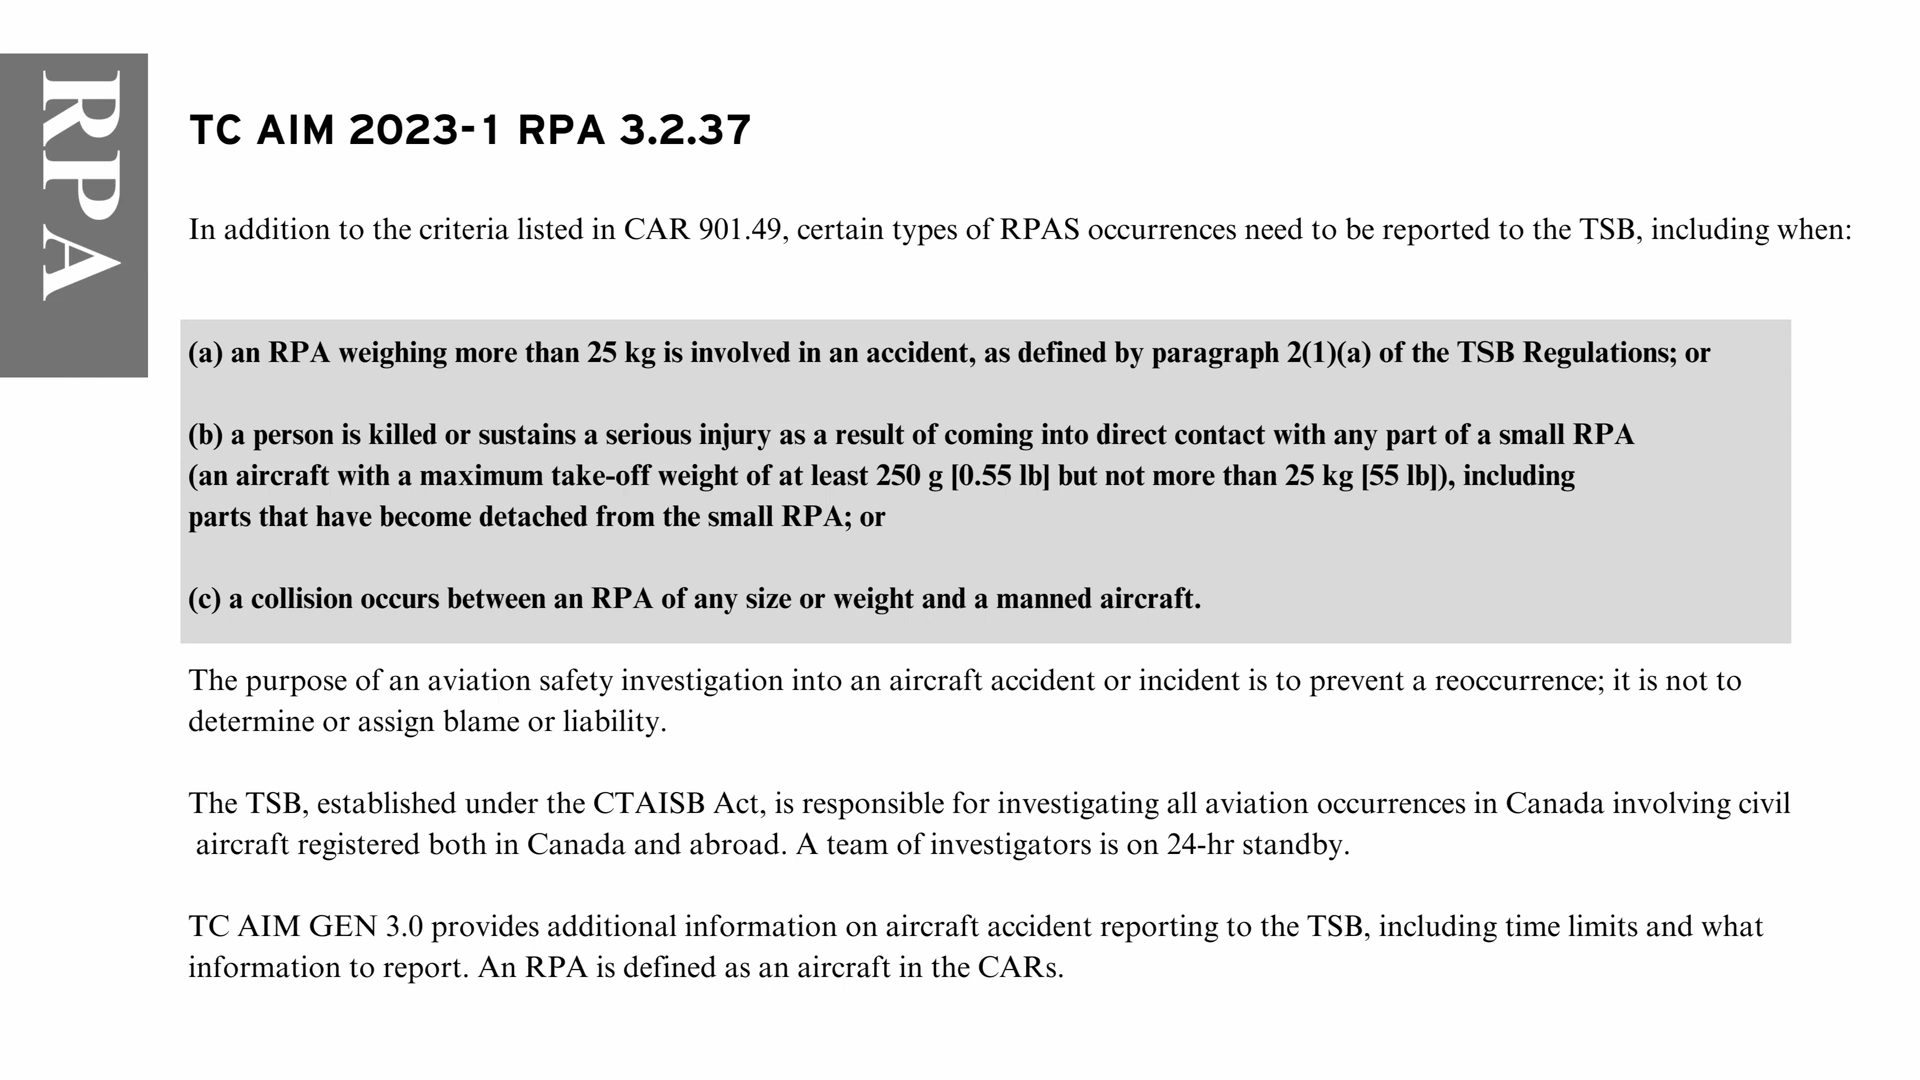 RPA
TC AIM 2023-1 RPA 3.2.37
In addition to the criteria listed in CAR 901.49, certain types of RPAS occurrences need to be reported to the TSB, including when:
(a) an RPA weighing more than 25 kg is involved in an accident, as defined by paragraph 2(1)(a) of the TSB Regulations; or
(b) a person is killed or sustains a serious injury as a result of coming into direct contact with any part of a small RPA
(an aircraft with a maximum take-off weight of at least 250 g [0.55 lb] but not more than 25 kg [55 lb]), including
parts that have become detached from the small RPA; or
(c) a collision occurs between an RPA of any size or weight and a manned aircraft.
The purpose of an aviation safety investigation into an aircraft accident or incident is to prevent a reoccurrence; it is not to
determine or assign blame or liability.
The TSB, established under the CTAISB Act, is responsible for investigating all aviation occurrences in Canada involving civil
aircraft registered both in Canada and abroad. A team of investigators is on 24-hr standby.
TC AIM GEN 3.0 provides additional information on aircraft accident reporting to the TSB, including time limits and what
information to report. An RPA is defined as an aircraft in the CARs.